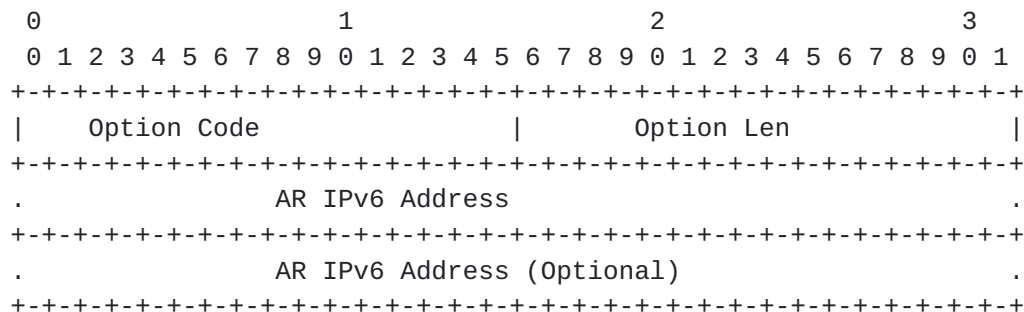 0                   1                   2                   3
 0 1 2 3 4 5 6 7 8 9 0 1 2 3 4 5 6 7 8 9 0 1 2 3 4 5 6 7 8 9 0 1
+-+-+-+-+-+-+-+-+-+-+-+-+-+-+-+-+-+-+-+-+-+-+-+-+-+-+-+-+-+-+-+-+
|    Option Code                |       Option Len              |
+-+-+-+-+-+-+-+-+-+-+-+-+-+-+-+-+-+-+-+-+-+-+-+-+-+-+-+-+-+-+-+-+
.                AR IPv6 Address                                .
+-+-+-+-+-+-+-+-+-+-+-+-+-+-+-+-+-+-+-+-+-+-+-+-+-+-+-+-+-+-+-+-+
.                AR IPv6 Address (Optional)                     .
+-+-+-+-+-+-+-+-+-+-+-+-+-+-+-+-+-+-+-+-+-+-+-+-+-+-+-+-+-+-+-+-+